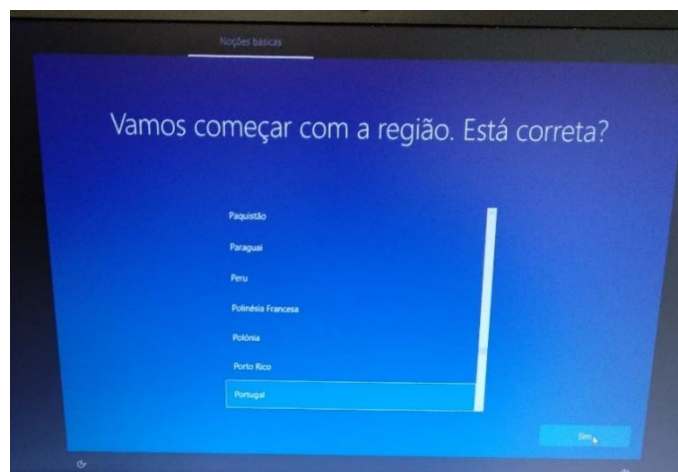 Noções básicas
Vamos começar com a região. Está correta?
Paquistão
Paraguai
Peru
Polinésia Francesa
Polónia
Porto Rico
Portugal
Sim